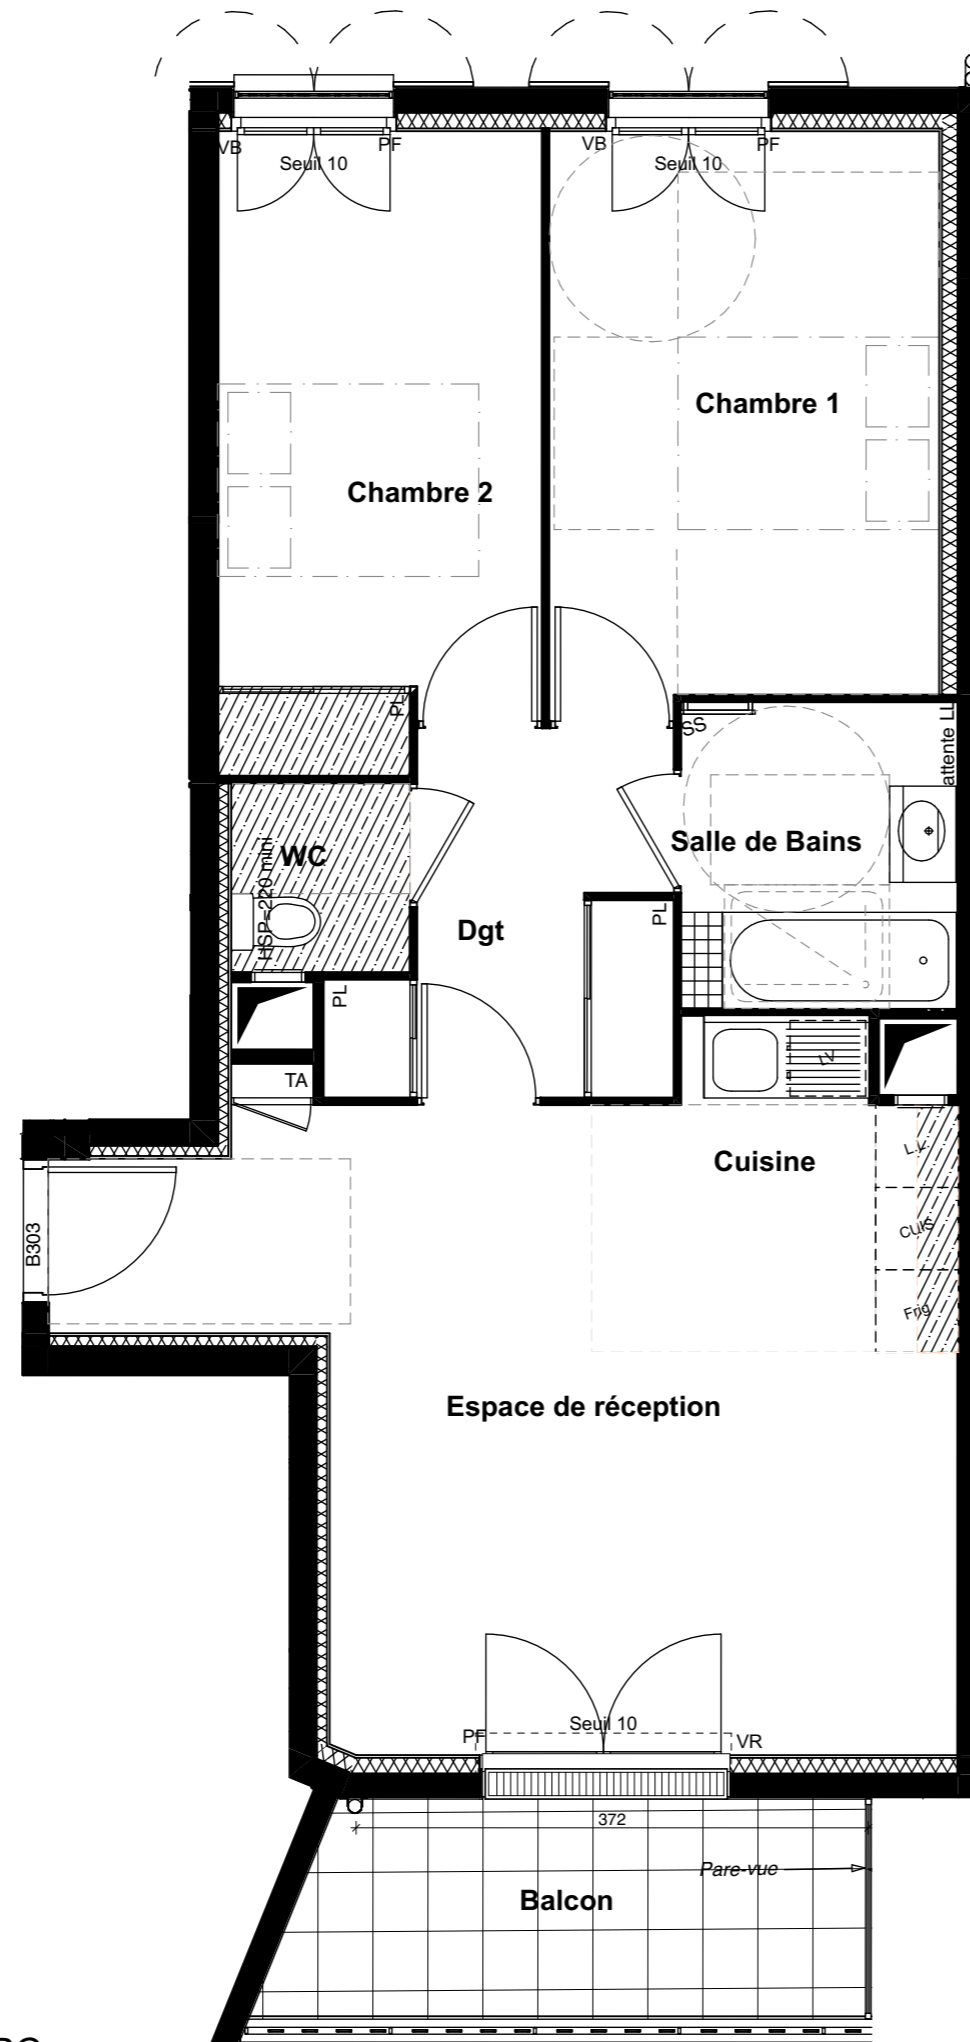 VB
PF
Seuil 10
VB
PF
Seuil 10
Chambre 1
Chambre 2
PL
SS
attente LL
WC
HSP=220 mini
Salle de Bains
Dgt
PL
PL
TA
LV
Cuisine
L.L.
B303
cuis
Frig
Espace de réception
PF
Seuil 10
VR
372
Pare-vue
Balcon